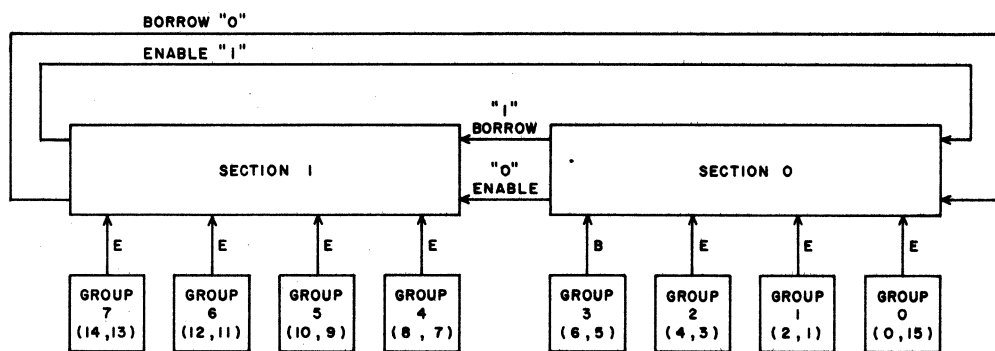 BORROW "0"
ENABLE "1"
"1"
BORROW
SECTION 1
SECTION 0
"0"
ENABLE
E E E E B E E E
GROUP GROUP GROUP GROUP GROUP GROUP GROUP GROUP
7 6 5 4 3 2 1 0
(14,13) (12,11) (10,9) (8,7) (6,5) (4,3) (2,1) (0,15)